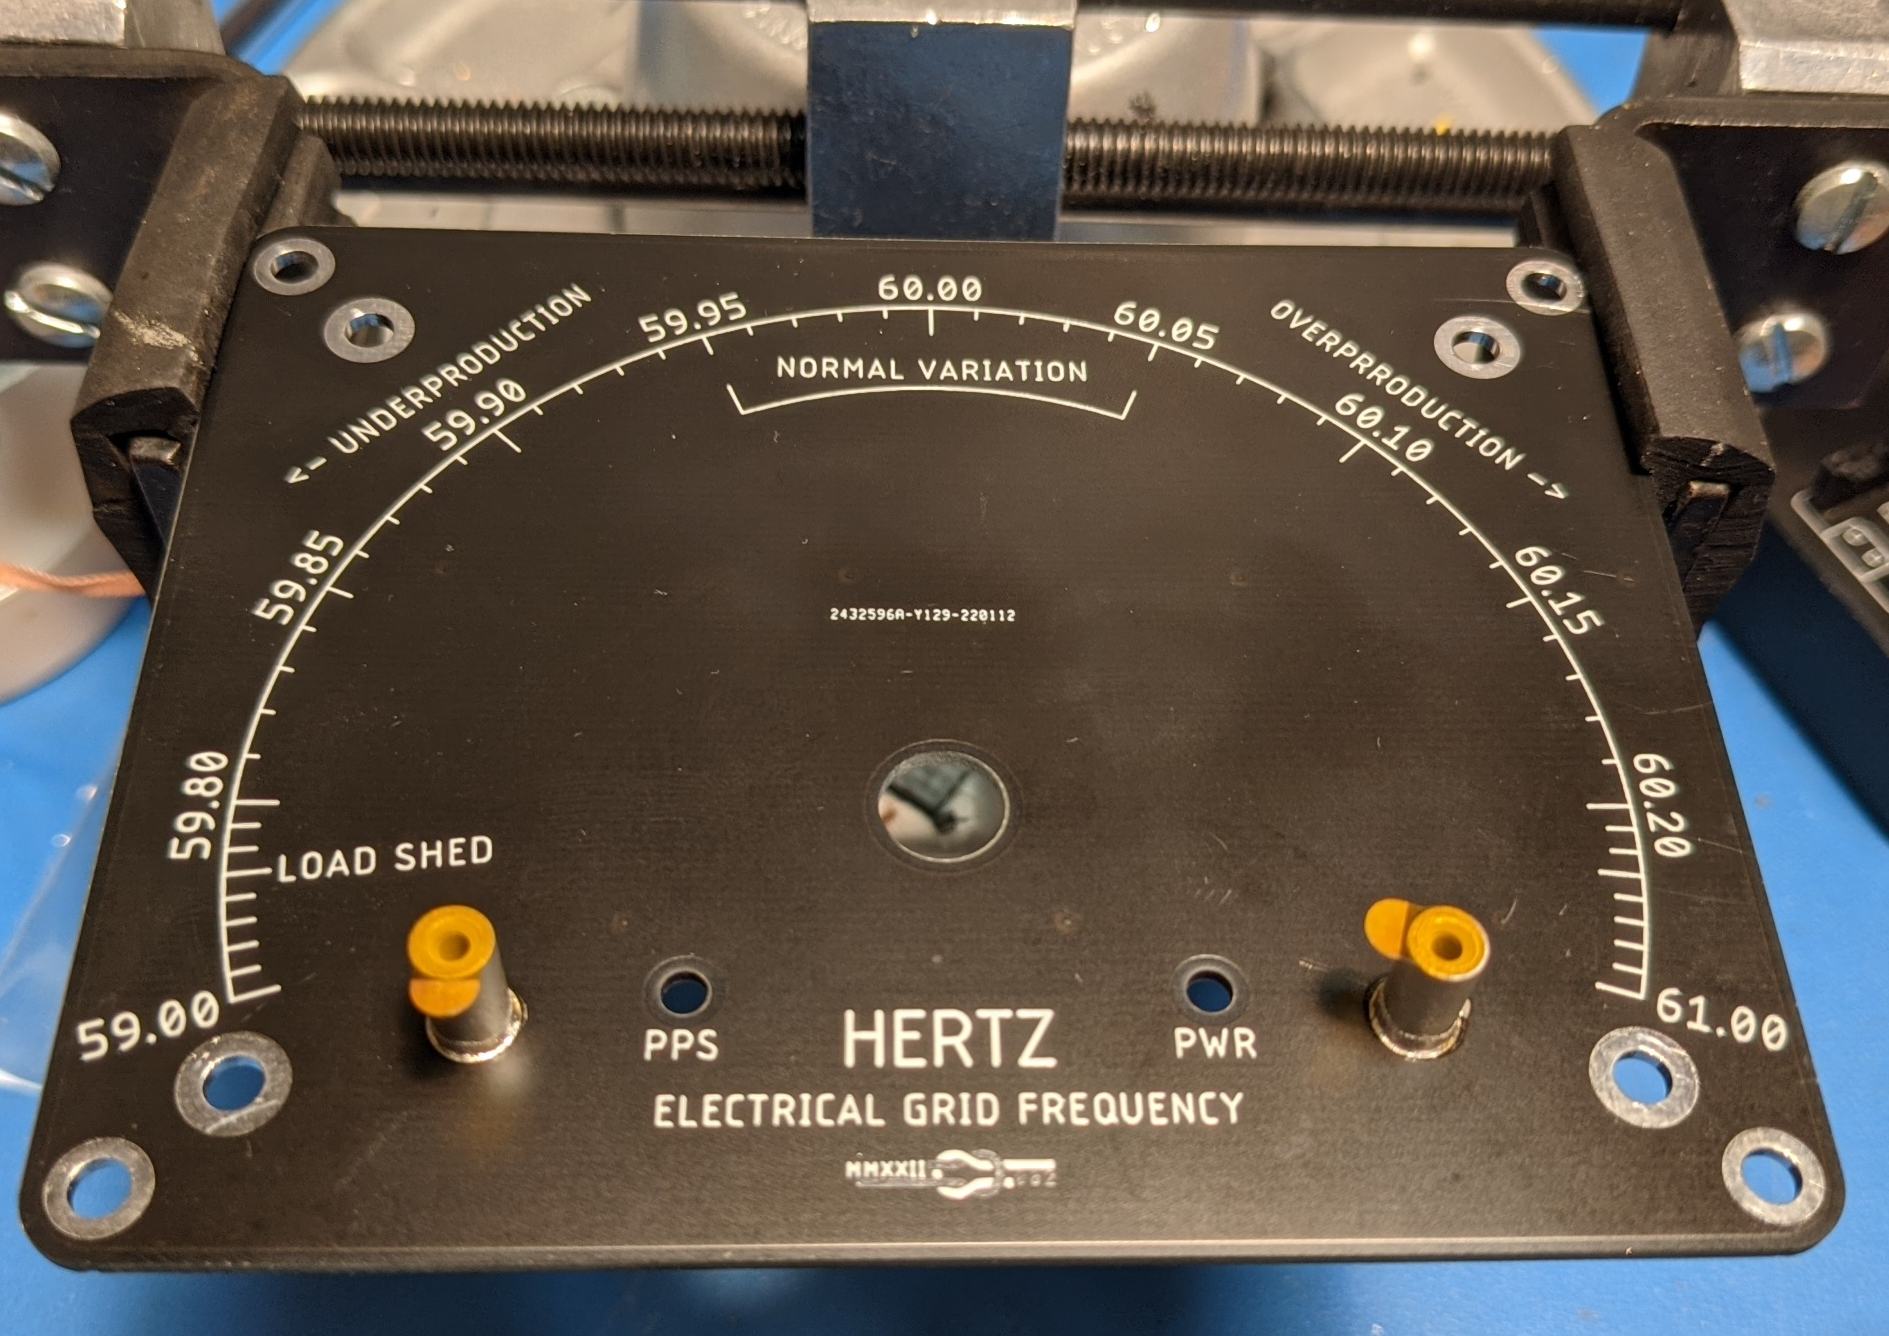 60.00
59.95
60.05
<- UNDERPRODUCTION
OVERPRRODUCTION ->
NORMAL VARIATION
59.90
60.10
59.85
60.15
2432596A-Y129-220112
59.80
60.20
LOAD SHED
59.00
61.00
PPS
HERTZ
PWR
ELECTRICAL GRID FREQUENCY
MMXXII